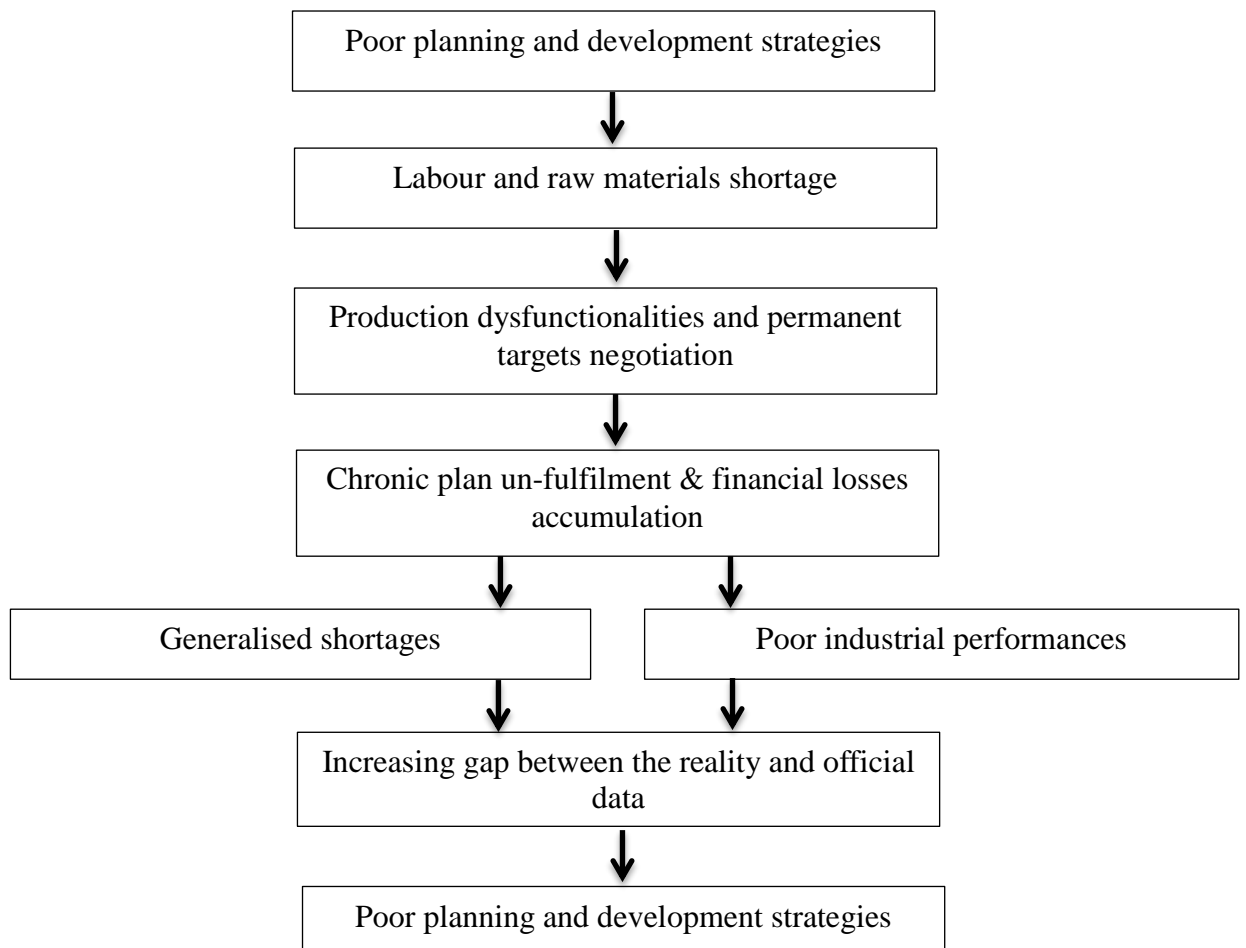 Poor planning and development strategies
Labour and raw materials shortage
Production dysfunctionalities and permanent
targets negotiation
Chronic plan un-fulfilment & financial losses
accumulation
Generalised shortages
Poor industrial performances
Increasing gap between the reality and official
data
Poor planning and development strategies